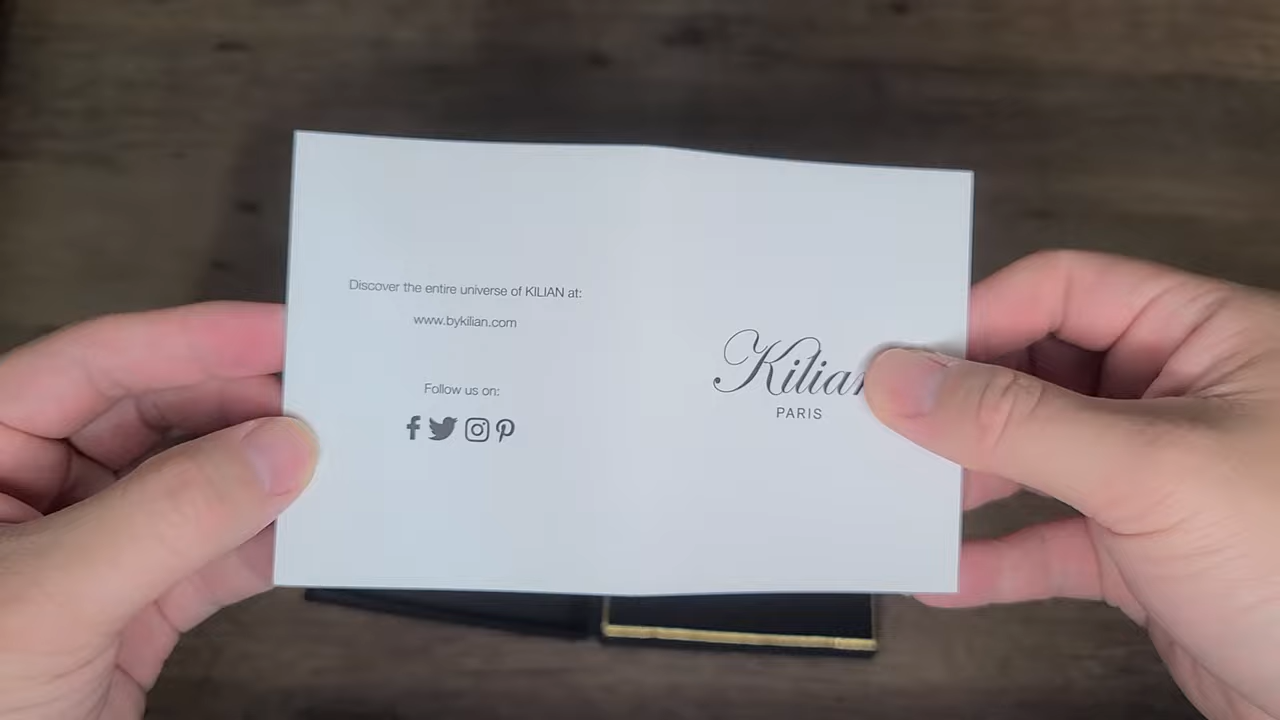 Discover the entire universe of KILIAN at:
www.bykilian.com
Follow us on:
Kilian
PARIS